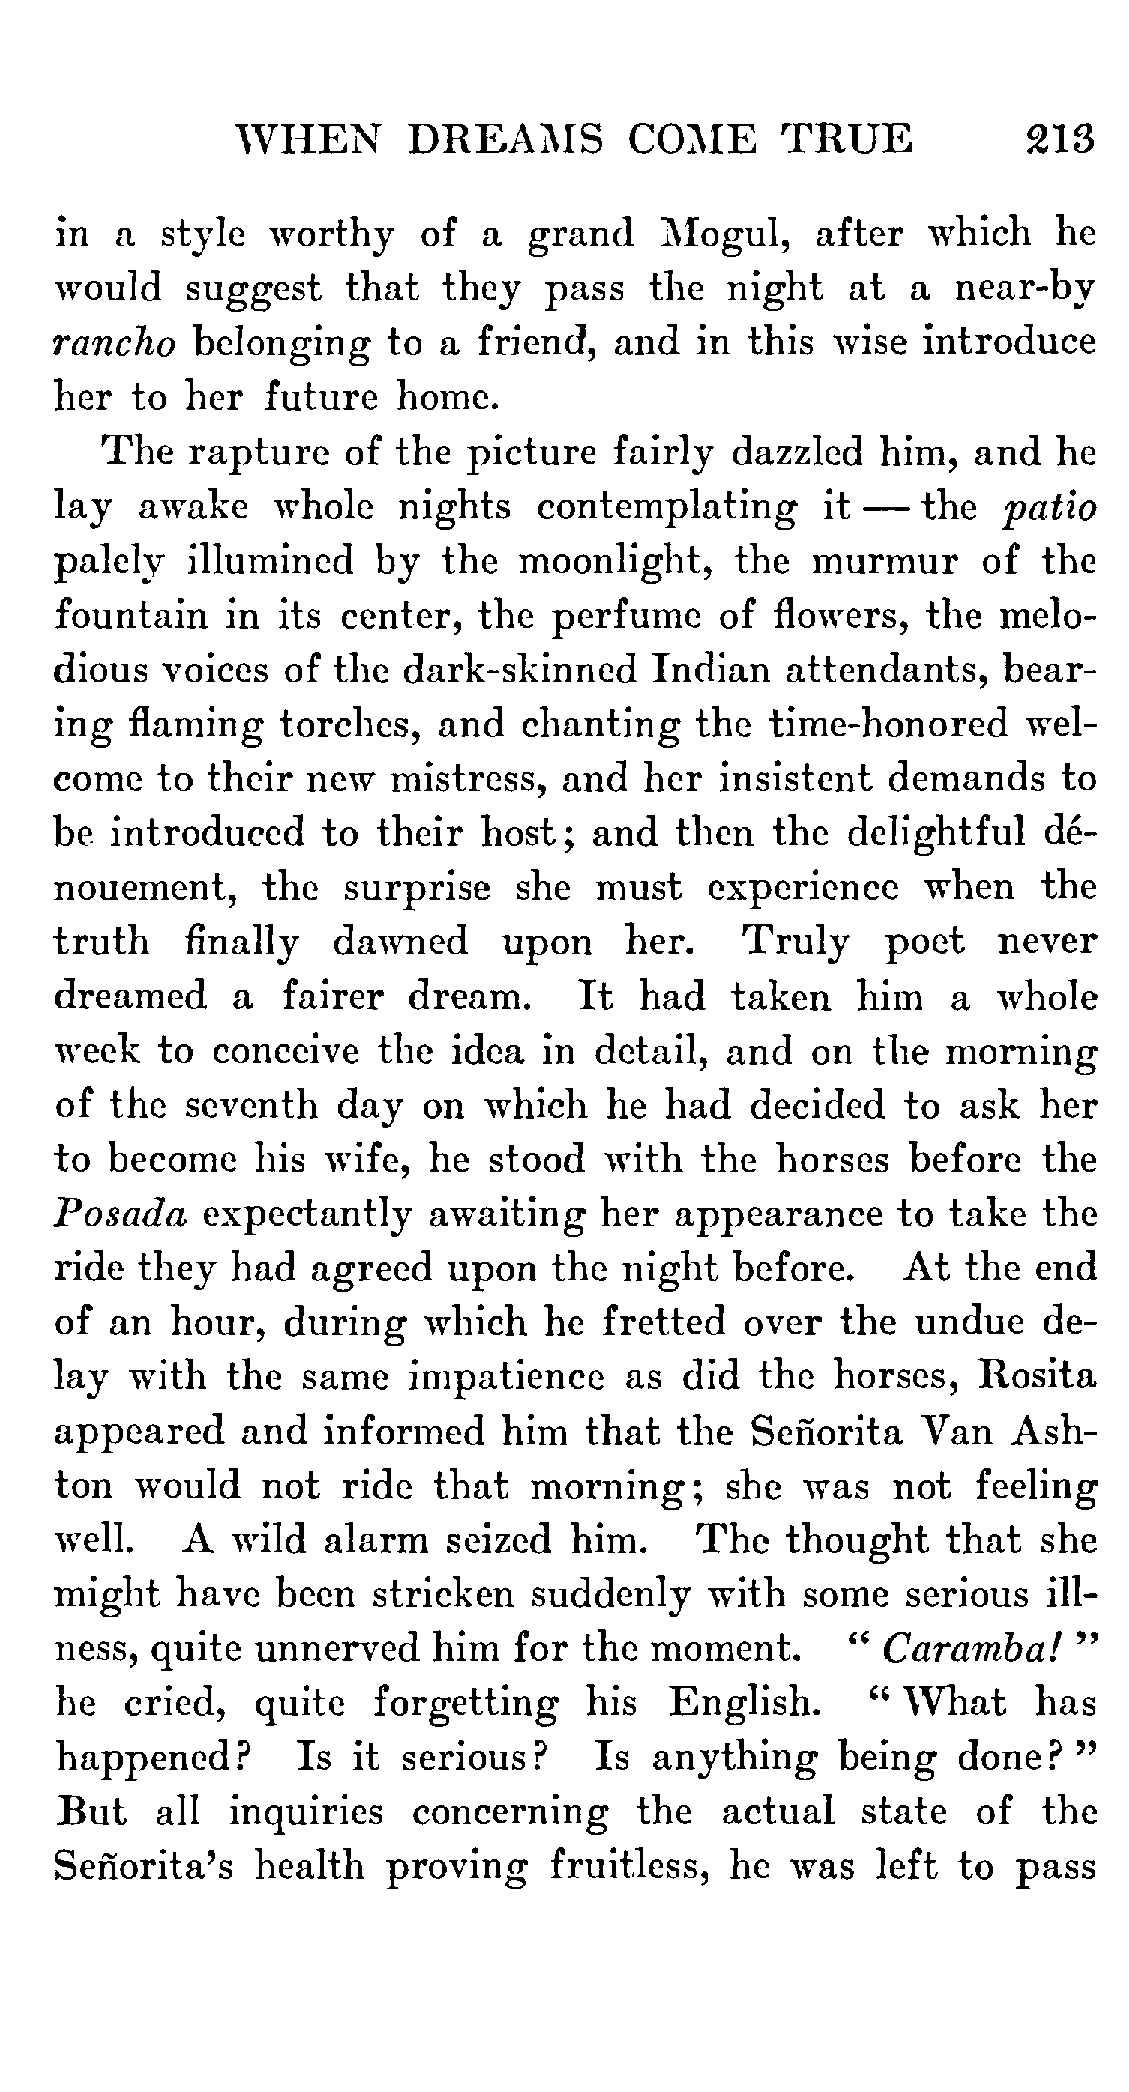 WHEN DREAMS COME TRUE 213
in a style worthy of a grand Mogul, after which he
would suggest that they pass the night at a near-by
rancho belonging to a friend, and in this wise introduce
her to her future home.
The rapture of the picture fairly dazzled him, and he
lay awake whole nights contemplating it — the patio
palely illumined by the moonlight, the murmur of the
fountain in its center, the perfume of flowers, the melo-
dious voices of the dark-skinned Indian attendants, bear-
ing flaming torches, and chanting the time-honored wel-
come to their new mistress, and her insistent demands to
be introduced to their host; and then the delightful dé-
nouement, the surprise she must experience when the
truth finally dawned upon her. Truly poet never
dreamed a fairer dream. It had taken him a whole
week to conceive the idea in detail, and on the morning
of the seventh day on which he had decided to ask her
to become his wife, he stood with the horses before the
Posada expectantly awaiting her appearance to take the
ride they had agreed upon the night before. At the end
of an hour, during which he fretted over the undue de-
lay with the same impatience as did the horses, Rosita
appeared and informed him that the Señorita Van Ash-
ton would not ride that morning; she was not feeling
well. A wild alarm seized him. The thought that she
might have been stricken suddenly with some serious ill-
ness, quite unnerved him for the moment. “ Caramba! ”
he cried, quite forgetting his English. “ What has
happened? Is it serious? Is anything being done? ”
But all inquiries concerning the actual state of the
Señorita’s health proving fruitless, he was left to pass